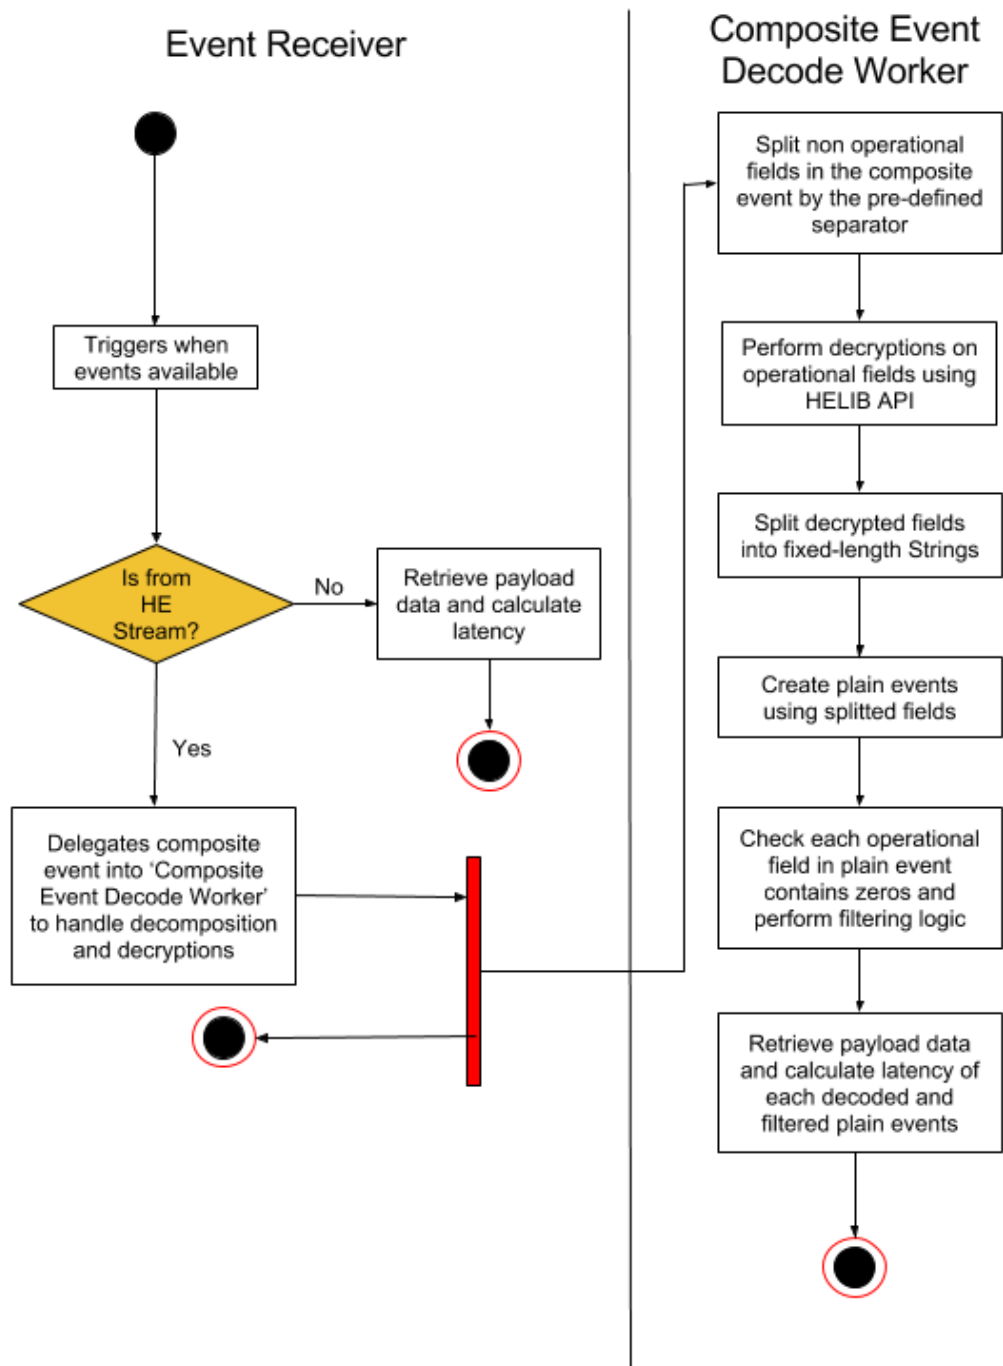 Event Receiver
Triggers when
events available
Is from
HE
Stream?
No
Retrieve payload
data and calculate
latency
Yes
Delegates composite
event into ‘Composite
Event Decode Worker’
to handle decomposition
and decryptions
Composite Event
Decode Worker
Split non operational
fields in the composite
event by the pre-defined
separator
Perform decryptions on
operational fields using
HELIB API
Split decrypted fields
into fixed-length Strings
Create plain events
using splitted fields
Check each operational
field in plain event
contains zeros and
perform filtering logic
Retrieve payload data
and calculate latency of
each decoded and
filtered plain events